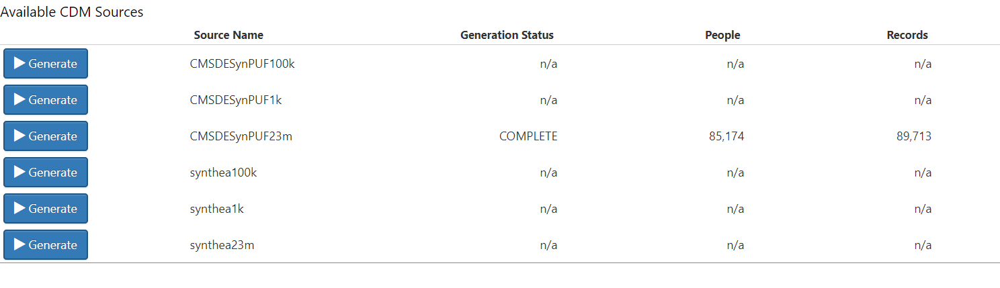 Available CDM Sources
Source Name Generation Status People Records
Generate CMSDESynPUF100k n/a n/a n/a
Generate CMSDESynPUF1k n/a n/a n/a
Generate CMSDESynPUF23m COMPLETE 85,174 89,713
Generate synthea100k n/a n/a n/a
Generate synthea1k n/a n/a n/a
Generate synthea23m n/a n/a n/a